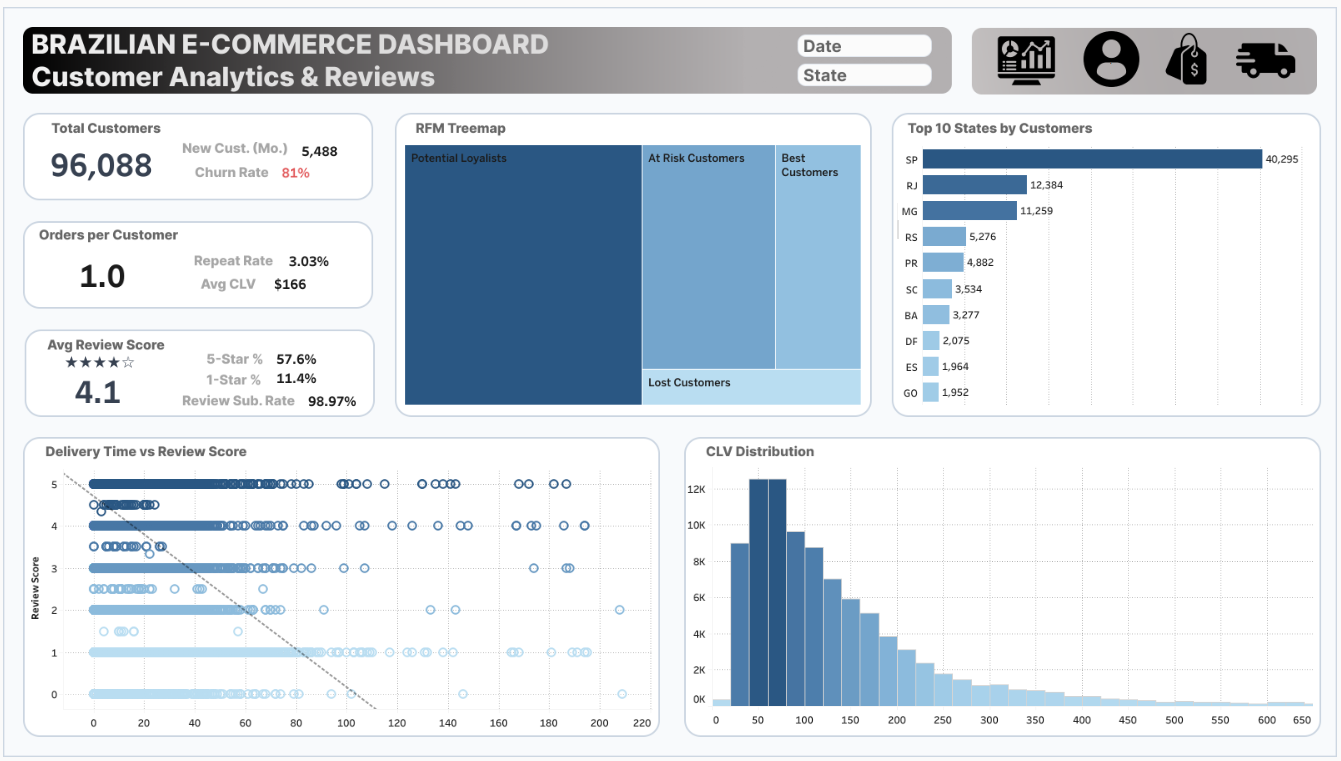 BRAZILIAN E-COMMERCE DASHBOARD
Customer Analytics & Reviews
Date
State
$
Total Customers
96,088
New Cust. (Mo.) 5,488
Churn Rate 81%
Orders per Customer
1.0
Repeat Rate 3.03%
Avg CLV $166
Avg Review Score
★★★★☆
4.1
5-Star % 57.6%
1-Star % 11.4%
Review Sub. Rate 98.97%
RFM Treemap
Potential Loyalists
At Risk Customers
Best
Customers
Lost Customers
Top 10 States by Customers
SP 40,295
RJ 12,384
MG 11,259
RS 5,276
PR 4,882
SC 3,534
BA 3,277
DF 2,075
ES 1,964
GO 1,952
Delivery Time vs Review Score
Review Score
5
4
3
2
1
0
0 20 40 60 80 100 120 140 160 180 200 220
CLV Distribution
12K
10K
8K
6K
4K
2K
0K
0 50 100 150 200 250 300 350 400 450 500 550 600 650